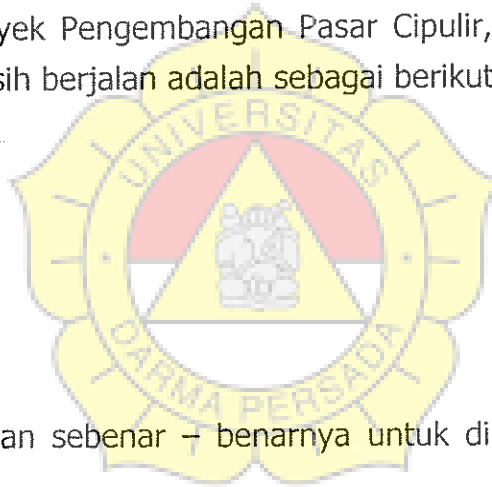 yek Pengembangan Pasar Cipulir,
sih berjalan adalah sebagai berikut
UNIVERSITAS
DARMA PERSADA
an sebenar – benarnya untuk di